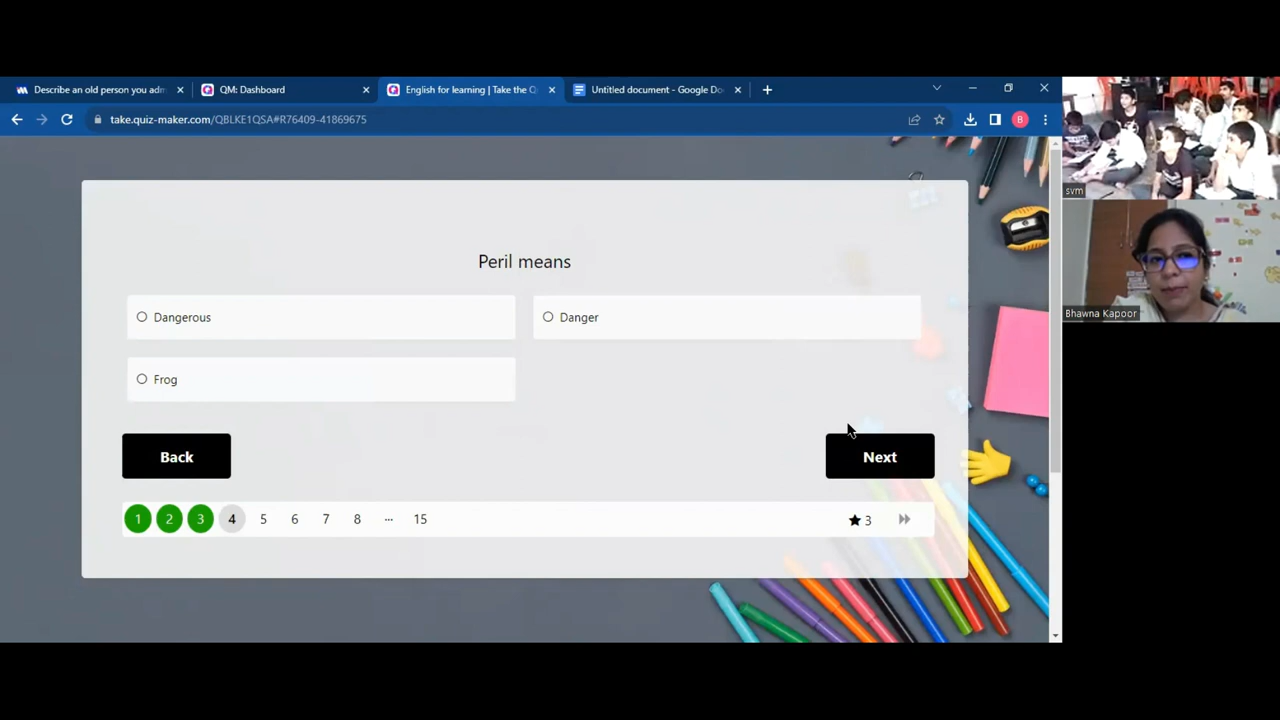 Describe an old person you adm
QM: Dashboard
English for learning | Take the Q
Untitled document - Google Do
take.quiz-maker.com/QBLKE1QSA#R76409-41869675
B
svm
Bhawna Kapoor
Peril means
Dangerous
Danger
Frog
Back
Next
1 2 3 4 5 6 7 8 ... 15
3